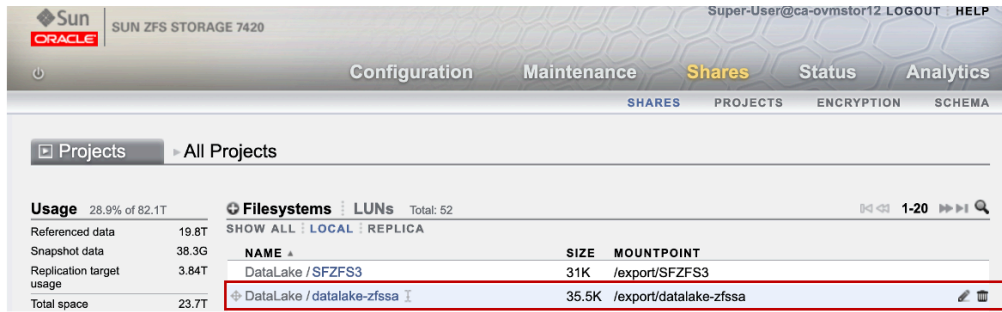 Sun
ORACLE
SUN ZFS STORAGE 7420
Super-User@ca-ovmstor12 LOGOUT HELP
Configuration Maintenance Shares Status Analytics
SHARES PROJECTS ENCRYPTION SCHEMA
Projects All Projects
Usage 28.9% of 82.1T
Referenced data 19.8T
Snapshot data 38.3G
Replication target usage 3.84T
Total space 23.7T
Filesystems LUNs Total: 52 1-20
SHOW ALL LOCAL REPLICA
NAME SIZE MOUNTPOINT
DataLake / SFZFS3 31K /export/SFZFS3
DataLake / datalake-zfssa 35.5K /export/datalake-zfssa